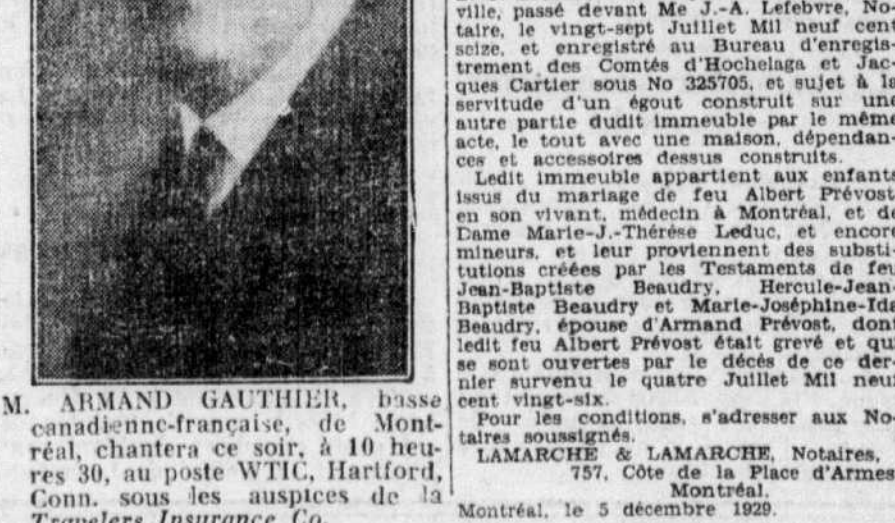 M. ARMAND GAUTHIER, basse
canadienne-française, de Mont-
réal, chantera ce soir, à 10 heu-
res 30, au poste WTIC, Hartford,
Conn. sous les auspices de la
Travelers Insurance Co.
ville, passé devant Me J.-A. Lefebvre, No-
taire, le vingt-sept Juillet Mil neuf cent
seize, et enregistré au Bureau d'enregis-
trement des Comtés d'Hochelaga et Jac-
ques Cartier sous No 325705, et sujet à la
servitude d'un égout construit sur une
autre partie dudit immeuble par le même
acte, le tout avec une maison, dépendan-
ces et accessoires dessus construits.
Ledit immeuble appartient aux enfants
issus du mariage de feu Albert Prévost
en son vivant, médecin à Montréal, et de
Dame Marie-J.-Thérèse Leduc, et encore
mineurs, et leur proviennent des substi-
tutions créées par les Testaments de feu
Jean-Baptiste Beaudry, Hercule-Jean-
Baptiste Beaudry et Marie-Joséphine-Ida
Beaudry, épouse d'Armand Prévost, dont
ledit feu Albert Prévost était grevé et qui
se sont ouvertes par le décès de ce der-
nier survenu le quatre Juillet Mil neuf
cent vingt-six.
Pour les conditions, s'adresser aux No-
taires soussignés.
LAMARCHE & LAMARCHE, Notaires,
757, Côte de la Place d'Armes
Montréal.
Montréal, le 5 décembre 1929.